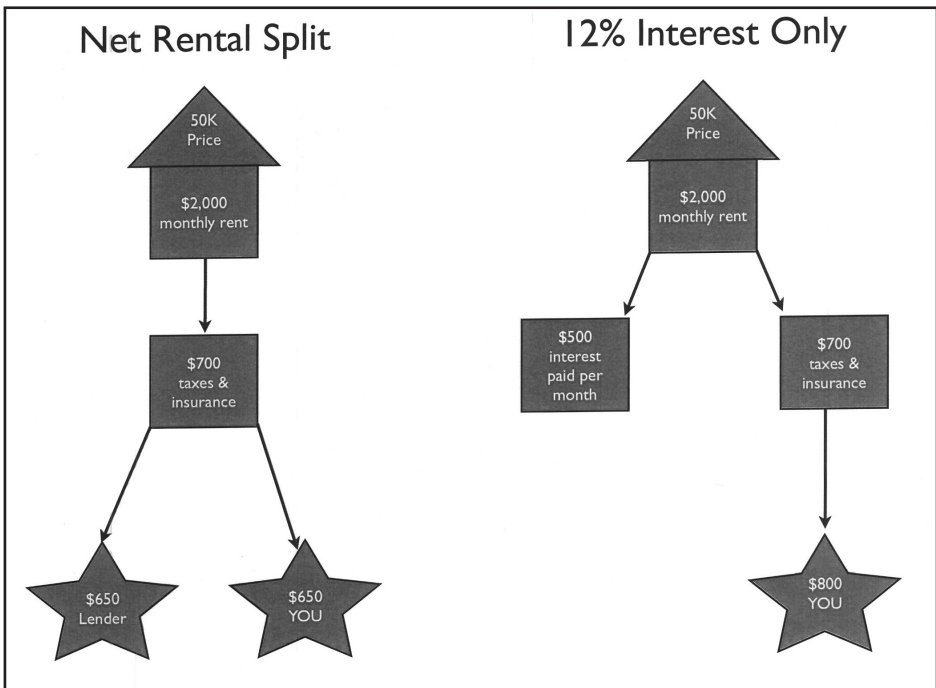 Net Rental Split
50K
Price
$2,000
monthly rent
$700
taxes &
insurance
$650
Lender
$650
YOU
12% Interest Only
50K
Price
$2,000
monthly rent
$500
interest
paid per
month
$700
taxes &
insurance
$800
YOU